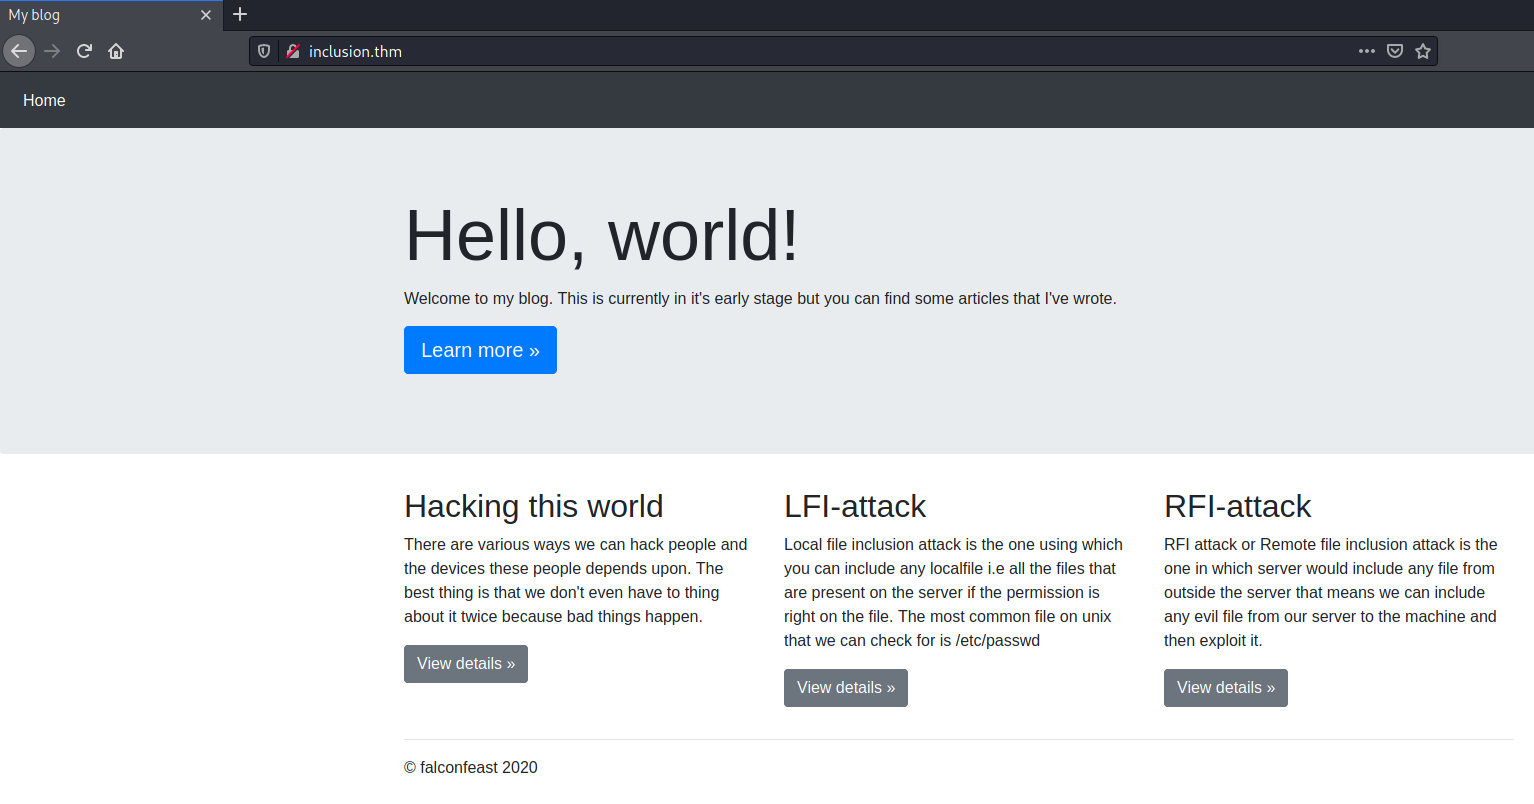 My blog
inclusion.thm
Home
Hello, world!
Welcome to my blog. This is currently in it's early stage but you can find some articles that I've wrote.
Learn more »
Hacking this world
There are various ways we can hack people and
the devices these people depends upon. The
best thing is that we don't even have to thing
about it twice because bad things happen.
View details »
LFI-attack
Local file inclusion attack is the one using which
you can include any localfile i.e all the files that
are present on the server if the permission is
right on the file. The most common file on unix
that we can check for is /etc/passwd
View details »
RFI-attack
RFI attack or Remote file inclusion attack is the
one in which server would include any file from
outside the server that means we can include
any evil file from our server to the machine and
then exploit it.
View details »
© falconfeast 2020